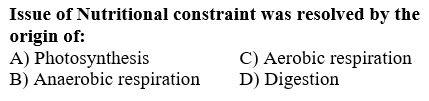 Issue of Nutritional constraint was resolved by the
origin of:
A) Photosynthesis C) Aerobic respiration
B) Anaerobic respiration D) Digestion